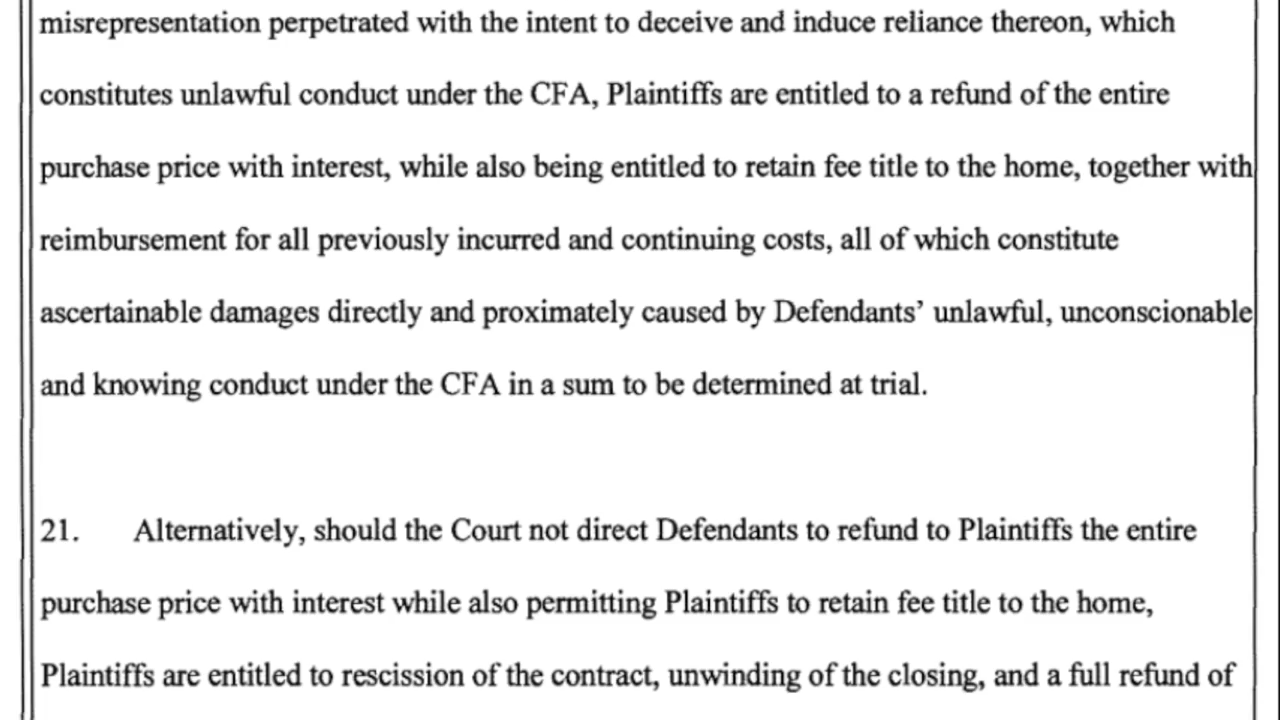 misrepresentation perpetrated with the intent to deceive and induce reliance thereon, which
constitutes unlawful conduct under the CFA, Plaintiffs are entitled to a refund of the entire
purchase price with interest, while also being entitled to retain fee title to the home, together with
reimbursement for all previously incurred and continuing costs, all of which constitute
ascertainable damages directly and proximately caused by Defendants’ unlawful, unconscionable
and knowing conduct under the CFA in a sum to be determined at trial.
21. Alternatively, should the Court not direct Defendants to refund to Plaintiffs the entire
purchase price with interest while also permitting Plaintiffs to retain fee title to the home,
Plaintiffs are entitled to rescission of the contract, unwinding of the closing, and a full refund of